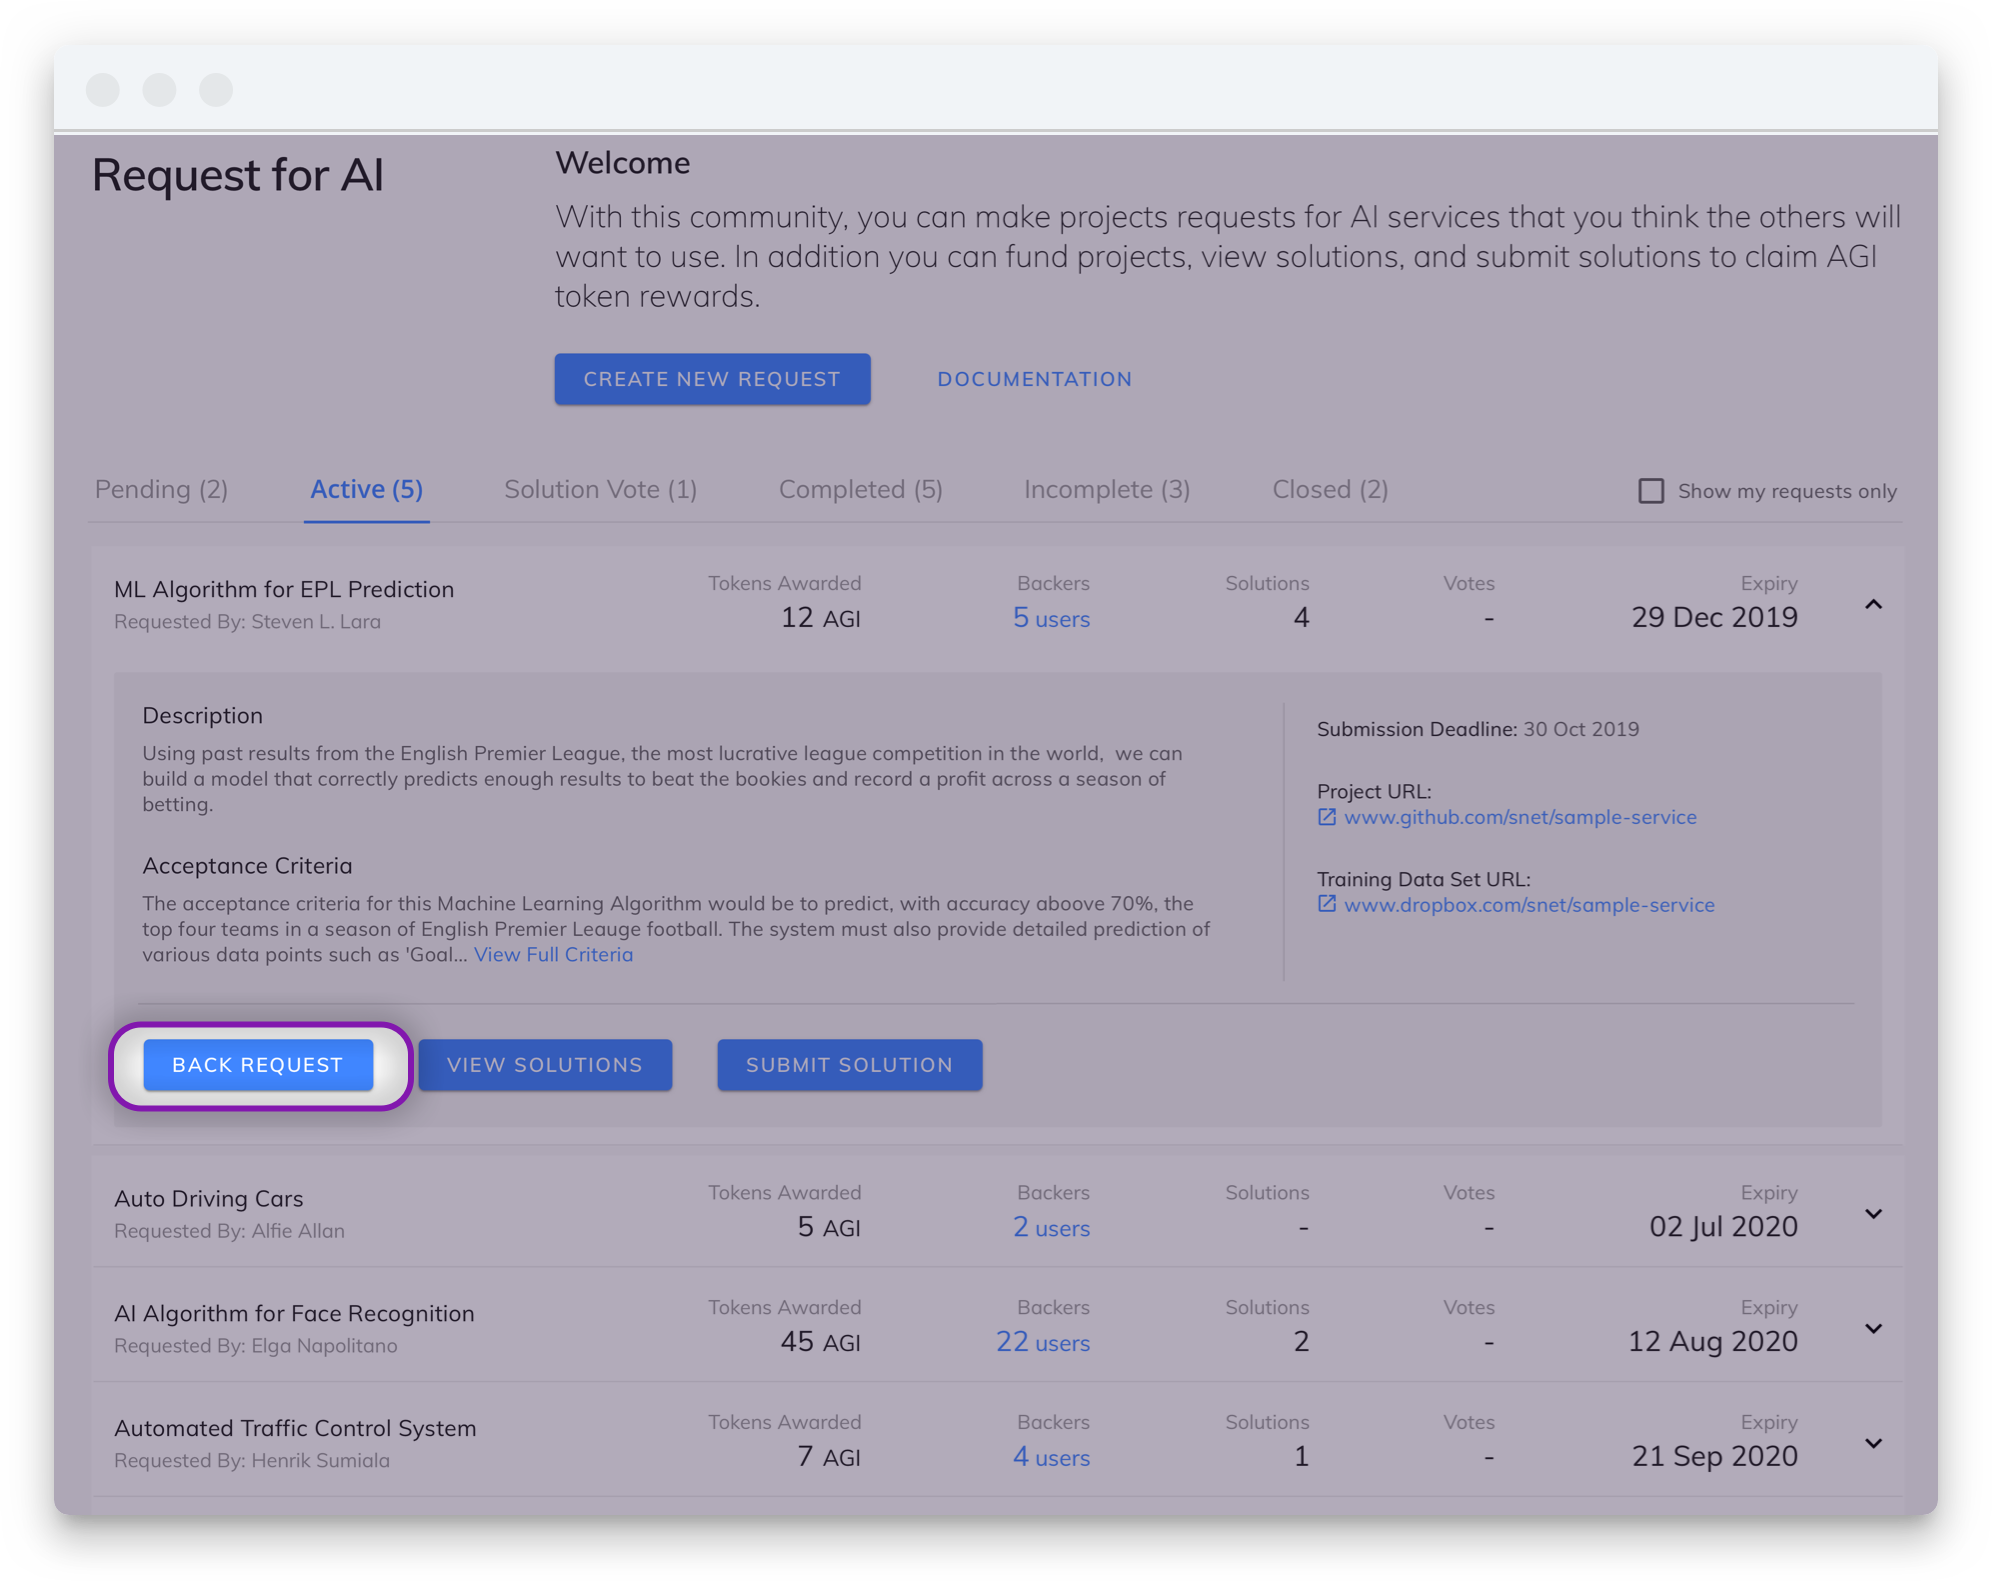 Request for AI
Welcome
With this community, you can make projects requests for AI services that you think the others will
want to use. In addition you can fund projects, view solutions, and submit solutions to claim AGI
token rewards.
CREATE NEW REQUEST
DOCUMENTATION
Pending (2)
Active (5)
Solution Vote (1)
Completed (5)
Incomplete (3)
Closed (2)
Show my requests only
ML Algorithm for EPL Prediction
Requested By: Steven L. Lara
Tokens Awarded
12 AGI
Backers
5 users
Solutions
4
Votes
-
Expiry
29 Dec 2019
Description
Using past results from the English Premier League, the most lucrative league competition in the world,  we can
build a model that correctly predicts enough results to beat the bookies and record a profit across a season of
betting.
Acceptance Criteria
The acceptance criteria for this Machine Learning Algorithm would be to predict, with accuracy aboove 70%, the
top four teams in a season of English Premier Leauge football. The system must also provide detailed prediction of
various data points such as 'Goal... View Full Criteria
Submission Deadline: 30 Oct 2019
Project URL:
www.github.com/snet/sample-service
Training Data Set URL:
www.dropbox.com/snet/sample-service
BACK REQUEST
VIEW SOLUTIONS
SUBMIT SOLUTION
Auto Driving Cars
Requested By: Alfie Allan
Tokens Awarded
5 AGI
Backers
2 users
Solutions
-
Votes
-
Expiry
02 Jul 2020
AI Algorithm for Face Recognition
Requested By: Elga Napolitano
Tokens Awarded
45 AGI
Backers
22 users
Solutions
2
Votes
-
Expiry
12 Aug 2020
Automated Traffic Control System
Requested By: Henrik Sumiala
Tokens Awarded
7 AGI
Backers
4 users
Solutions
1
Votes
-
Expiry
21 Sep 2020